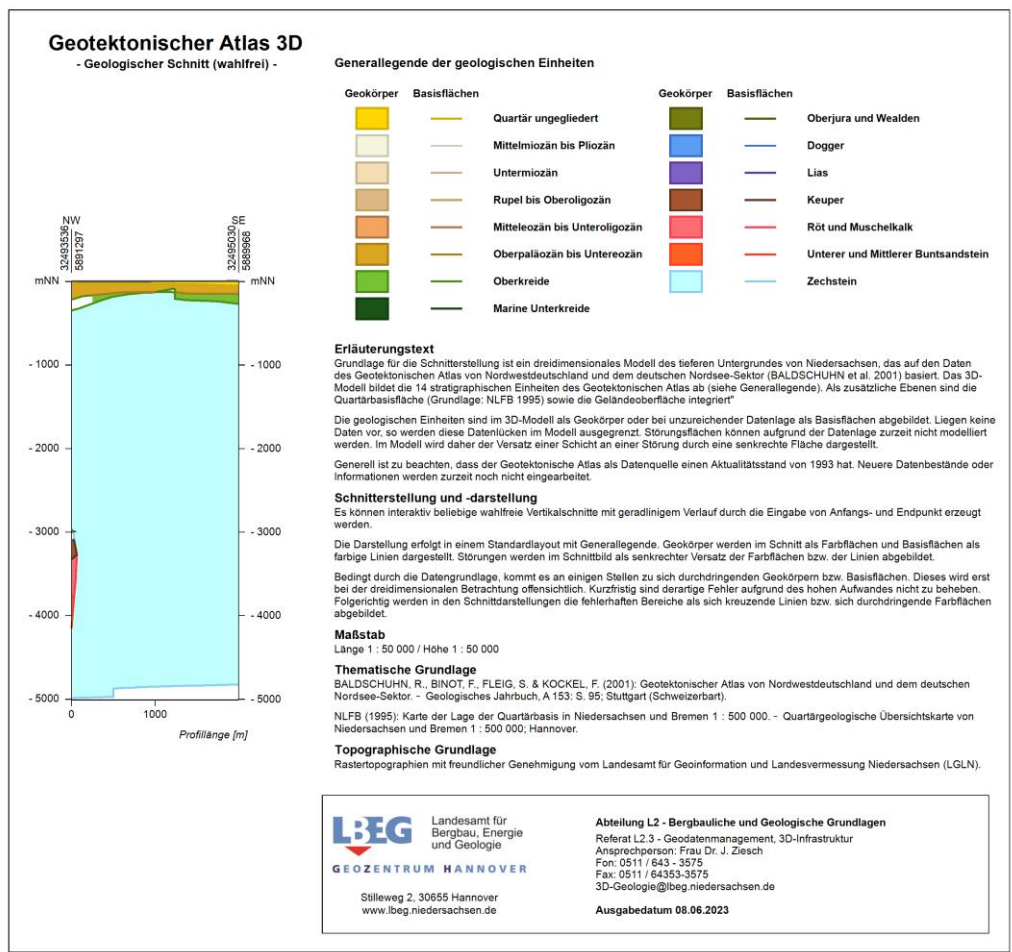 Geotektonischer Atlas 3D
- Geologischer Schnitt (wahlfrei) -
NW
32493536
5891297
SE
32495030
5889968
mNN
mNN
- 1000
- 1000
- 2000
- 2000
- 3000
- 3000
- 4000
- 4000
- 5000
- 5000
0
1000
Profillänge [m]
Generallegende der geologischen Einheiten
Geokörper Basisflächen
Quartär ungegliedert
Mittelmiozän bis Pliozän
Untermiozän
Rupel bis Oberoligozän
Mitteleozän bis Unteroligozän
Oberpaläozän bis Untereozän
Oberkreide
Marine Unterkreide
Geokörper Basisflächen
Oberjura und Wealden
Dogger
Lias
Keuper
Röt und Muschelkalk
Unterer und Mittlerer Buntsandstein
Zechstein
Erläuterungstext
Grundlage für die Schnitterstellung ist ein dreidimensionales Modell des tieferen Untergrundes von Niedersachsen, das auf den Daten
des Geotektonischen Atlas von Nordwestdeutschland und dem deutschen Nordsee-Sektor (BALDSCHUHN et al. 2001) basiert. Das 3D-
Modell bildet die 14 stratigraphischen Einheiten des Geotektonischen Atlas ab (siehe Generallegende). Als zusätzliche Ebenen sind die
Quartärbasisfläche (Grundlage: NLFB 1995) sowie die Geländeoberfläche integriert"
Die geologischen Einheiten sind im 3D-Modell als Geokörper oder bei unzureichender Datenlage als Basisflächen abgebildet. Liegen keine
Daten vor, so werden diese Datenlücken im Modell ausgegrenzt. Störungsflächen können aufgrund der Datenlage zurzeit nicht modelliert
werden. Im Modell wird daher der Versatz einer Schicht an einer Störung durch eine senkrechte Fläche dargestellt.
Generell ist zu beachten, dass der Geotektonische Atlas als Datenquelle einen Aktualitätsstand von 1993 hat. Neuere Datenbestände oder
Informationen werden zurzeit noch nicht eingearbeitet.
Schnitterstellung und -darstellung
Es können interaktiv beliebige wahlfreie Vertikalschnitte mit geradlinigem Verlauf durch die Eingabe von Anfangs- und Endpunkt erzeugt
werden.
Die Darstellung erfolgt in einem Standardlayout mit Generallegende. Geokörper werden im Schnitt als Farbflächen und Basisflächen als
farbige Linien dargestellt. Störungen werden im Schnittbild als senkrechter Versatz der Farbflächen bzw. der Linien abgebildet.
Bedingt durch die Datengrundlage, kommt es an einigen Stellen zu sich durchdringenden Geokörpern bzw. Basisflächen. Dieses wird erst
bei der dreidimensionalen Betrachtung offensichtlich. Kurzfristig sind derartige Fehler aufgrund des hohen Aufwandes nicht zu beheben.
Folgerichtig werden in den Schnittdarstellungen die fehlerhaften Bereiche als sich kreuzende Linien bzw. sich durchdringende Farbflächen
abgebildet.
Maßstab
Länge 1 : 50 000 / Höhe 1 : 50 000
Thematische Grundlage
BALDSCHUHN, R., BINOT, F., FLEIG, S. & KOCKEL, F. (2001): Geotektonischer Atlas von Nordwestdeutschland und dem deutschen
Nordsee-Sektor. - Geologisches Jahrbuch, A 153: S. 95; Stuttgart (Schweizerbart).
NLFB (1995): Karte der Lage der Quartärbasis in Niedersachsen und Bremen 1 : 500 000. - Quartärgeologische Übersichtskarte von
Niedersachsen und Bremen 1 : 500 000; Hannover.
Topographische Grundlage
Rastertopographien mit freundlicher Genehmigung vom Landesamt für Geoinformation und Landesvermessung Niedersachsen (LGLN).
LBEG
Landesamt für
Bergbau, Energie
und Geologie
GEOZENTRUM HANNOVER
Stilleweg 2, 30655 Hannover
www.lbeg.niedersachsen.de
Abteilung L2 - Bergbauliche und Geologische Grundlagen
Referat L2.3 - Geodatenmanagement, 3D-Infrastruktur
Ansprechperson: Frau Dr. J. Ziesch
Fon: 0511 / 643 - 3575
Fax: 0511 / 64353-3575
3D-Geologie@lbeg.niedersachsen.de
Ausgabedatum 08.06.2023